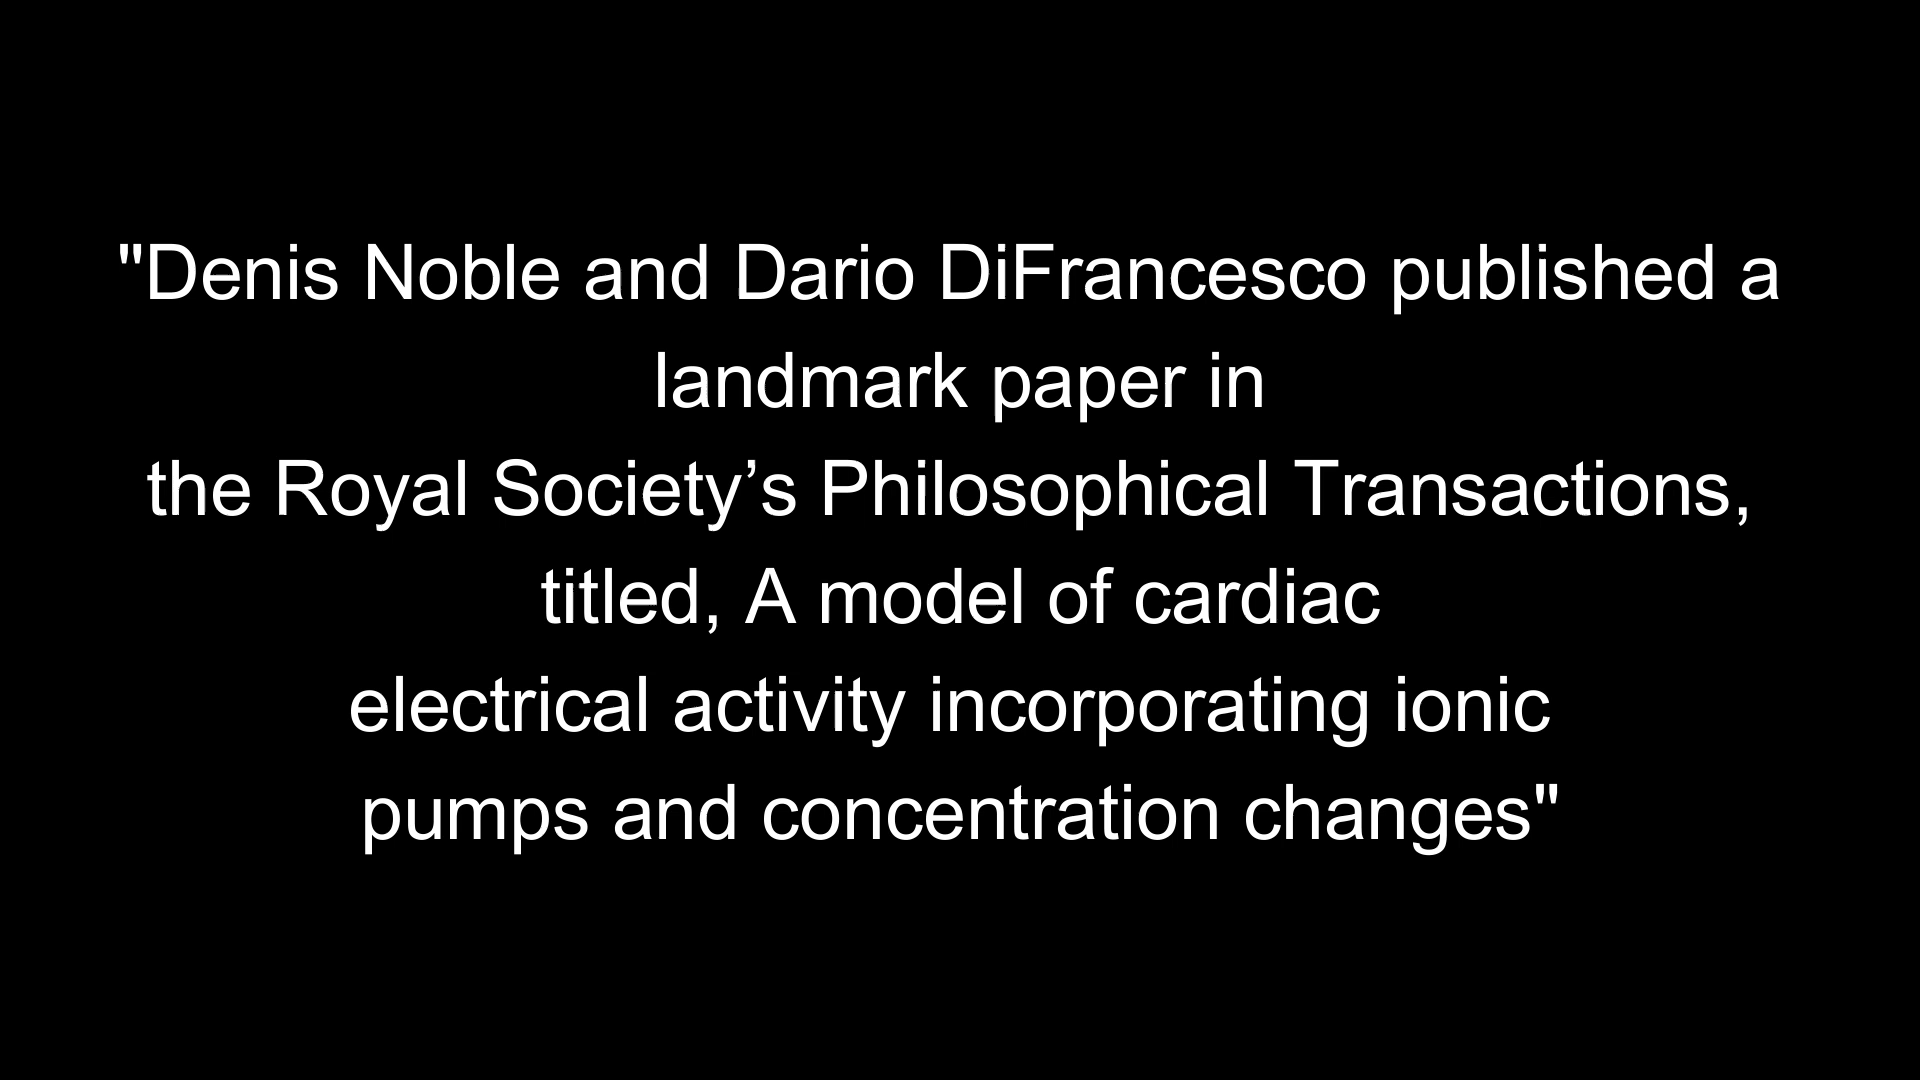 "Denis Noble and Dario DiFrancesco published a
landmark paper in
the Royal Society’s Philosophical Transactions,
titled, A model of cardiac
electrical activity incorporating ionic
pumps and concentration changes"